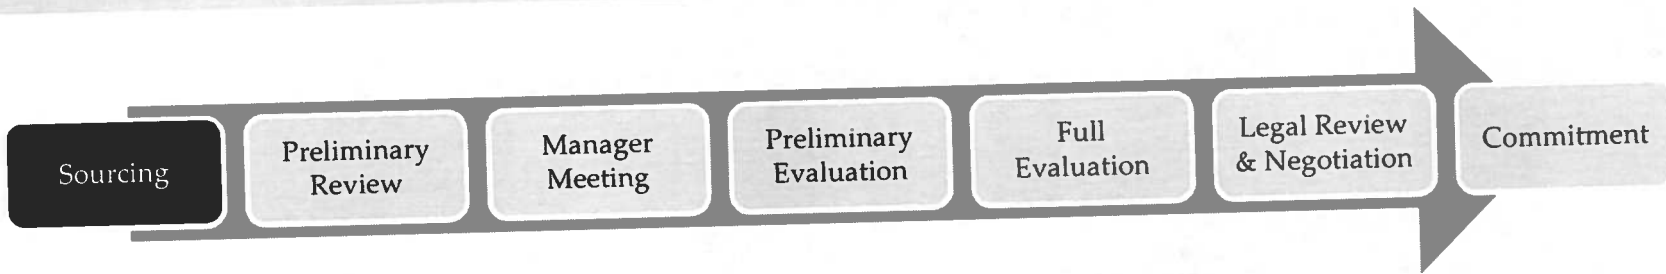 Sourcing
Preliminary
Review
Manager
Meeting
Preliminary
Evaluation
Full
Evaluation
Legal Review
& Negotiation
Commitment